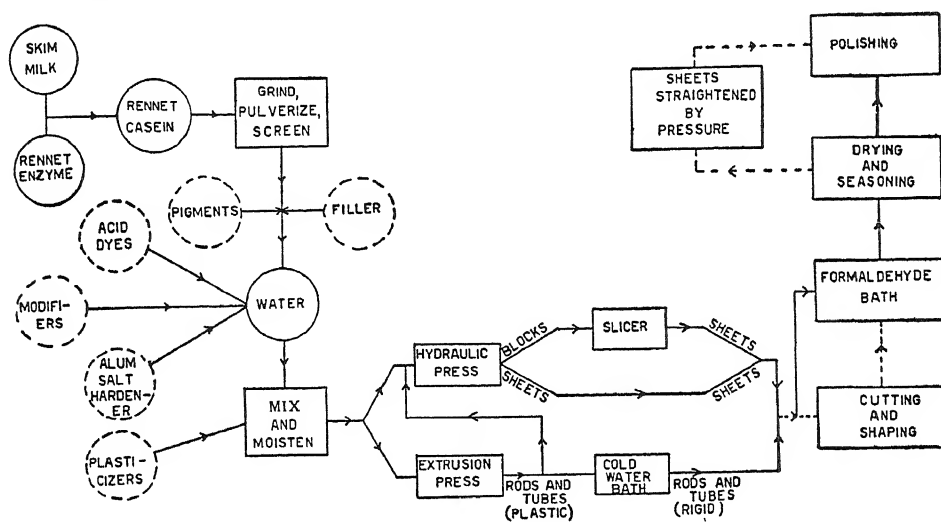 SKIM
MILK
RENNET
ENZYME
RENNET
CASEIN
GRIND,
PULVERIZE,
SCREEN
PIGMENTS
FILLER
ACID
DYES
MODIFI-
ERS
ALUM
SALT
HARDEN-
ER
PLASTI-
CIZERS
WATER
MIX
AND
MOISTEN
HYDRAULIC
PRESS
BLOCKS
SHEETS
SLICER
SHEETS
SHEETS
EXTRUSION
PRESS
RODS AND
TUBES
(PLASTIC)
COLD
WATER
BATH
RODS AND
TUBES
(RIGID)
CUTTING
AND
SHAPING
FORMALDEHYDE
BATH
DRYING
AND
SEASONING
SHEETS
STRAIGHTENED
BY
PRESSURE
POLISHING